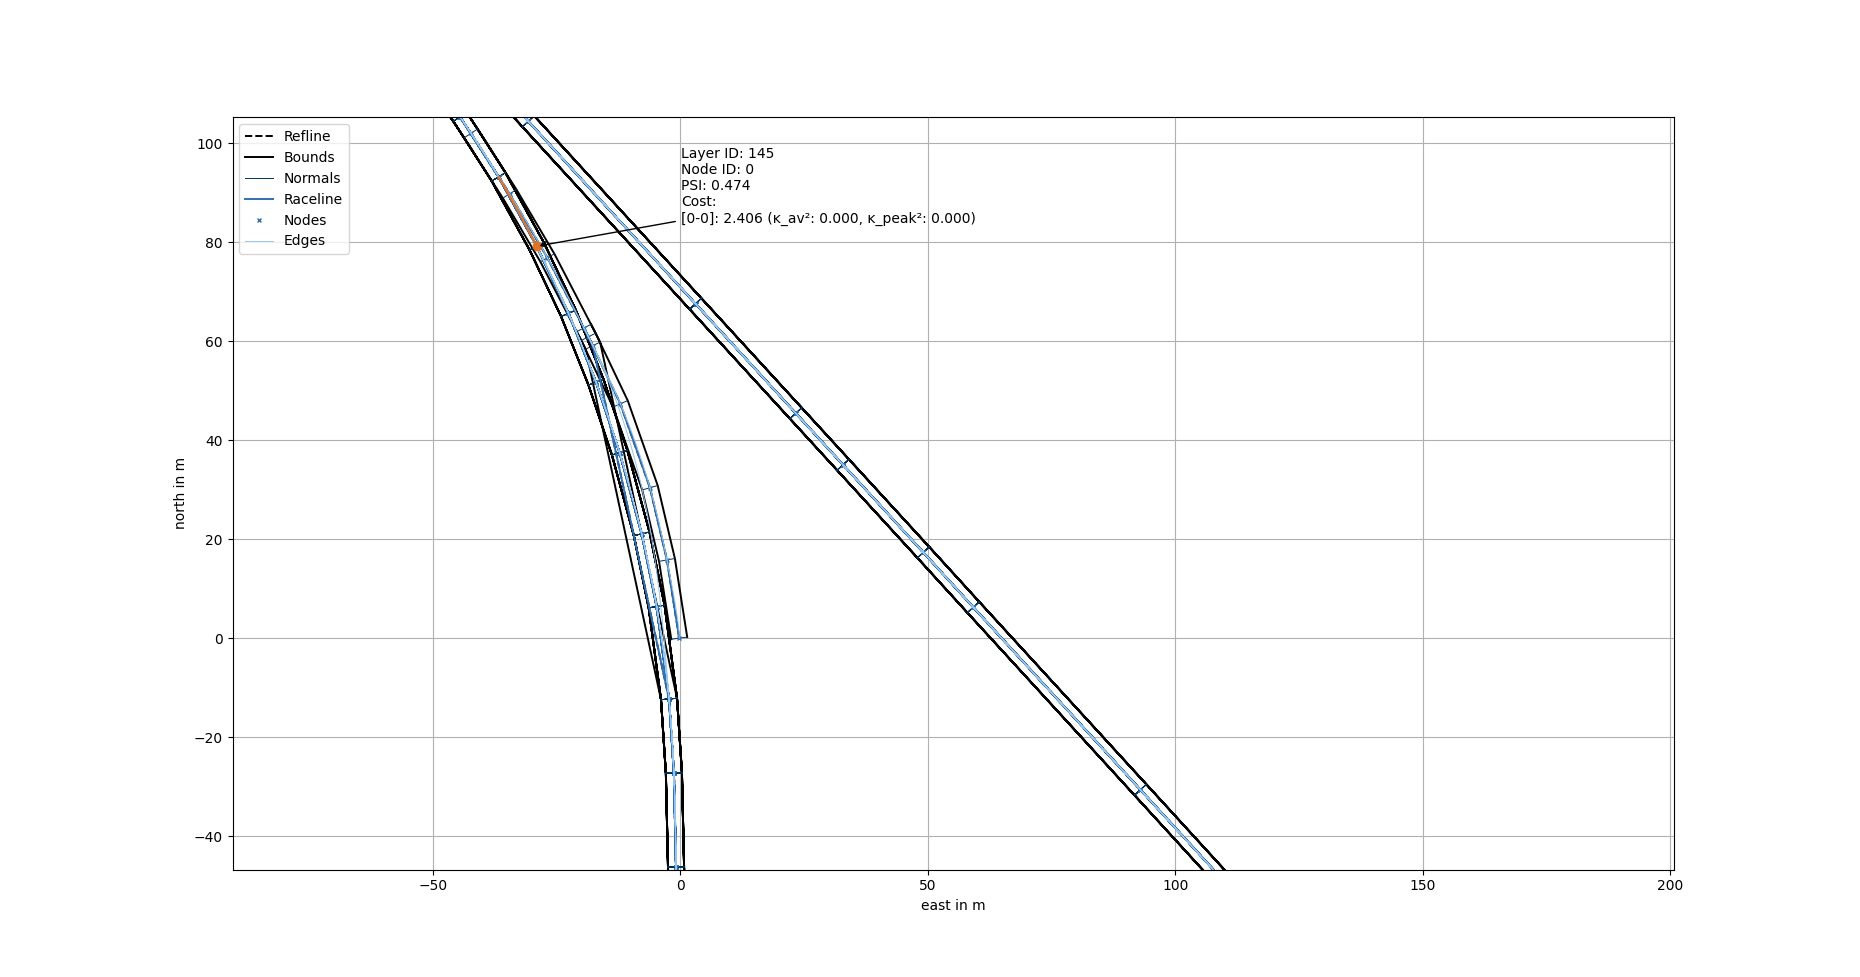 Refline
Bounds
Normals
Raceline
Nodes
Edges
Layer ID: 145
Node ID: 0
PSI: 0.474
Cost:
[0-0]: 2.406 (κ_av²: 0.000, κ_peak²: 0.000)
100
80
60
40
20
0
−20
−40
north in m
−50
0
50
100
150
200
east in m